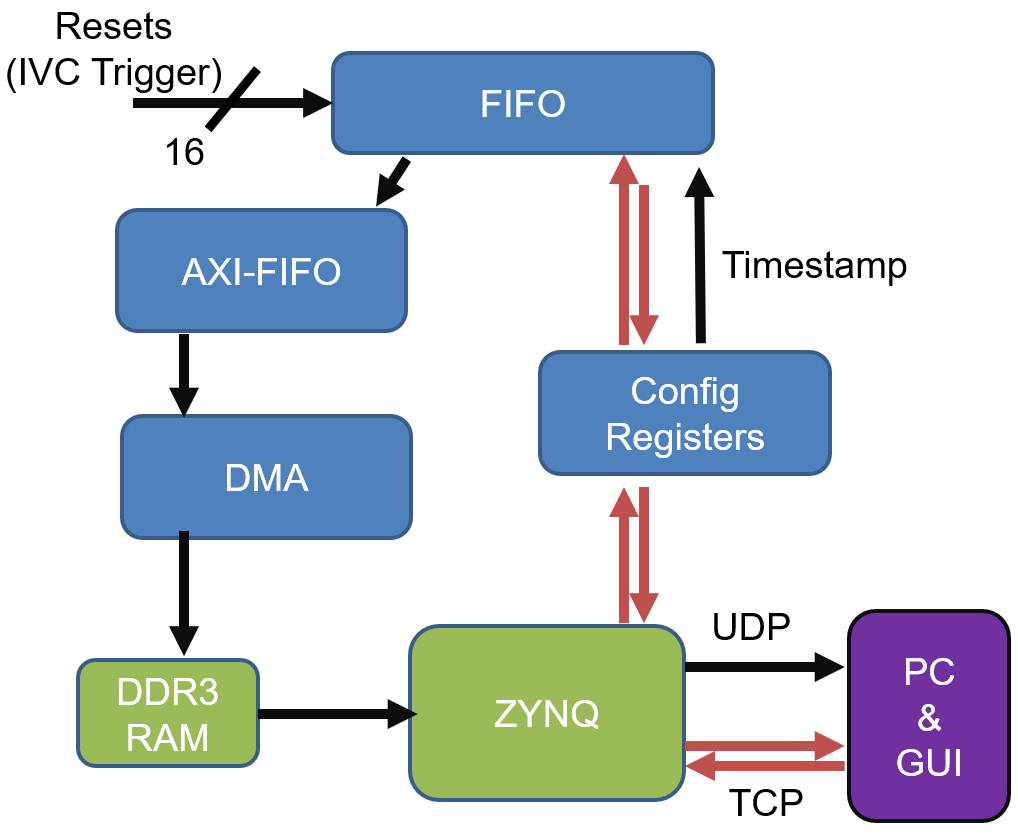 Resets
(IVC Trigger)
16
FIFO
AXI-FIFO
Timestamp
Config
Registers
DMA
DDR3
RAM
ZYNQ
UDP
TCP
PC
&
GUI